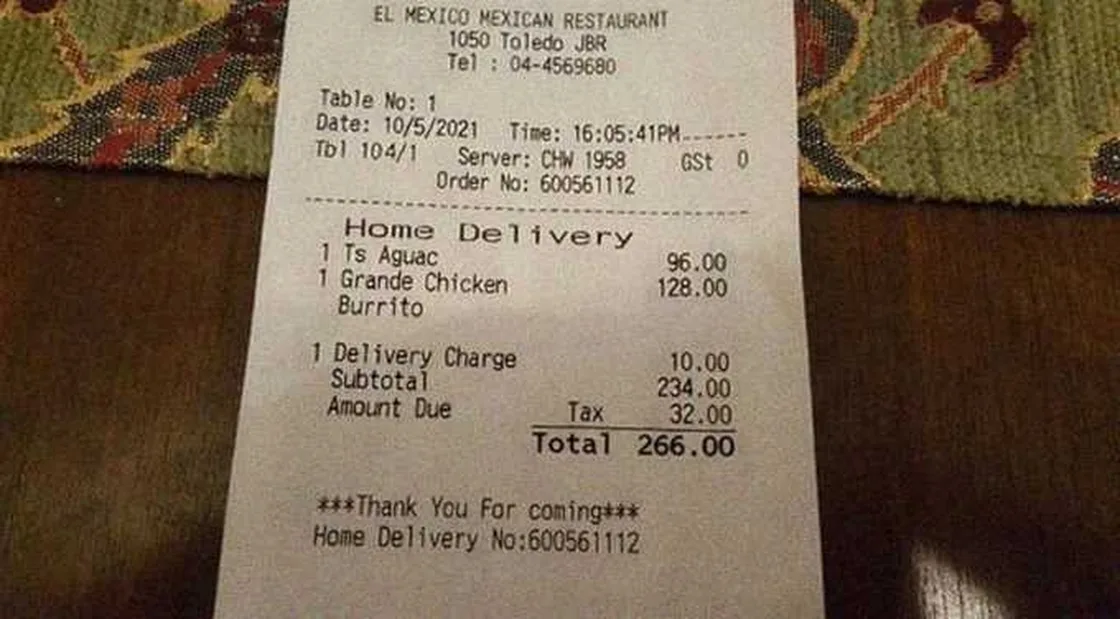 EL MEXICO MEXICAN RESTAURANT
1050 Toledo JBR
Tel : 04-4569680
Table No: 1
Date: 10/5/2021 Time: 16:05:41PM------
Tbl 104/1 Server: CHW 1958 GSt 0
Order No: 600561112
Home Delivery
1 Ts Aguac 96.00
1 Grande Chicken 128.00
Burrito
1 Delivery Charge 10.00
Subtotal 234.00
Amount Due Tax 32.00
Total 266.00
***Thank You For coming***
Home Delivery No:600561112